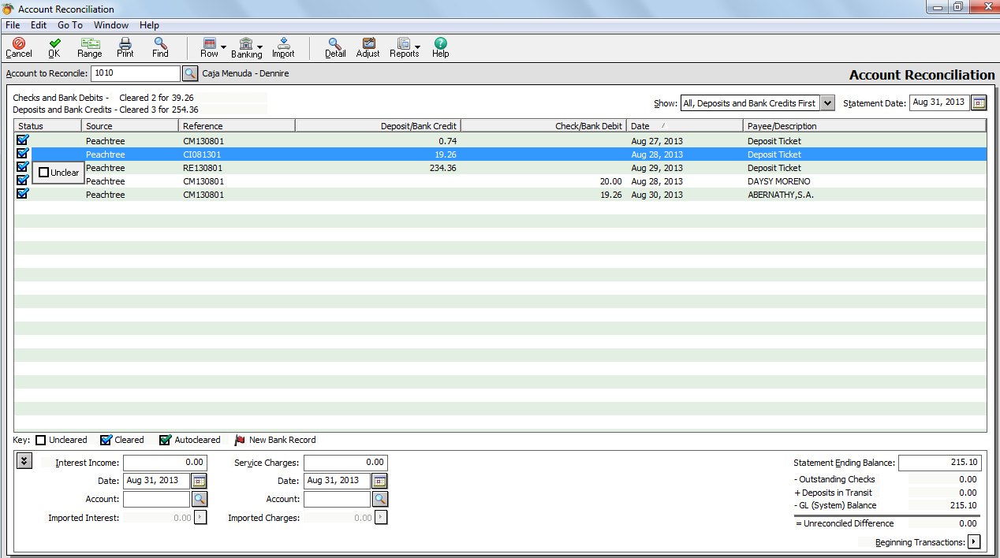 Account Reconciliation
File Edit Go To Window Help
Cancel OK Range Print Find Row Banking Import Detail Adjust Reports Help
Account to Reconcile: 1010 Caja Menuda - Dennire
Account Reconciliation
Checks and Bank Debits - Cleared 2 for 39.26
Deposits and Bank Credits - Cleared 3 for 254.36
Show: All, Deposits and Bank Credits First Statement Date: Aug 31, 2013
Status Source Reference Deposit/Bank Credit Check/Bank Debit Date Payee/Description
Peachtree CM130801 0.74 Aug 27, 2013 Deposit Ticket
Peachtree CI081301 19.26 Aug 28, 2013 Deposit Ticket
Unclear
Peachtree RE130801 234.36 Aug 29, 2013 Deposit Ticket
Peachtree CM130801 20.00 Aug 28, 2013 DAYSY MORENO
Peachtree CM130801 19.26 Aug 30, 2013 ABERNATHY,S.A.
Key: Uncleared Cleared Autocleared New Bank Record
Interest Income: 0.00 Service Charges: 0.00
Date: Aug 31, 2013 Date: Aug 31, 2013
Account: Account:
Imported Interest: 0.00 Imported Charges: 0.00
Statement Ending Balance: 215.10
- Outstanding Checks 0.00
+ Deposits in Transit 0.00
- GL (System) Balance 215.10
= Unreconciled Difference 0.00
Beginning Transactions: